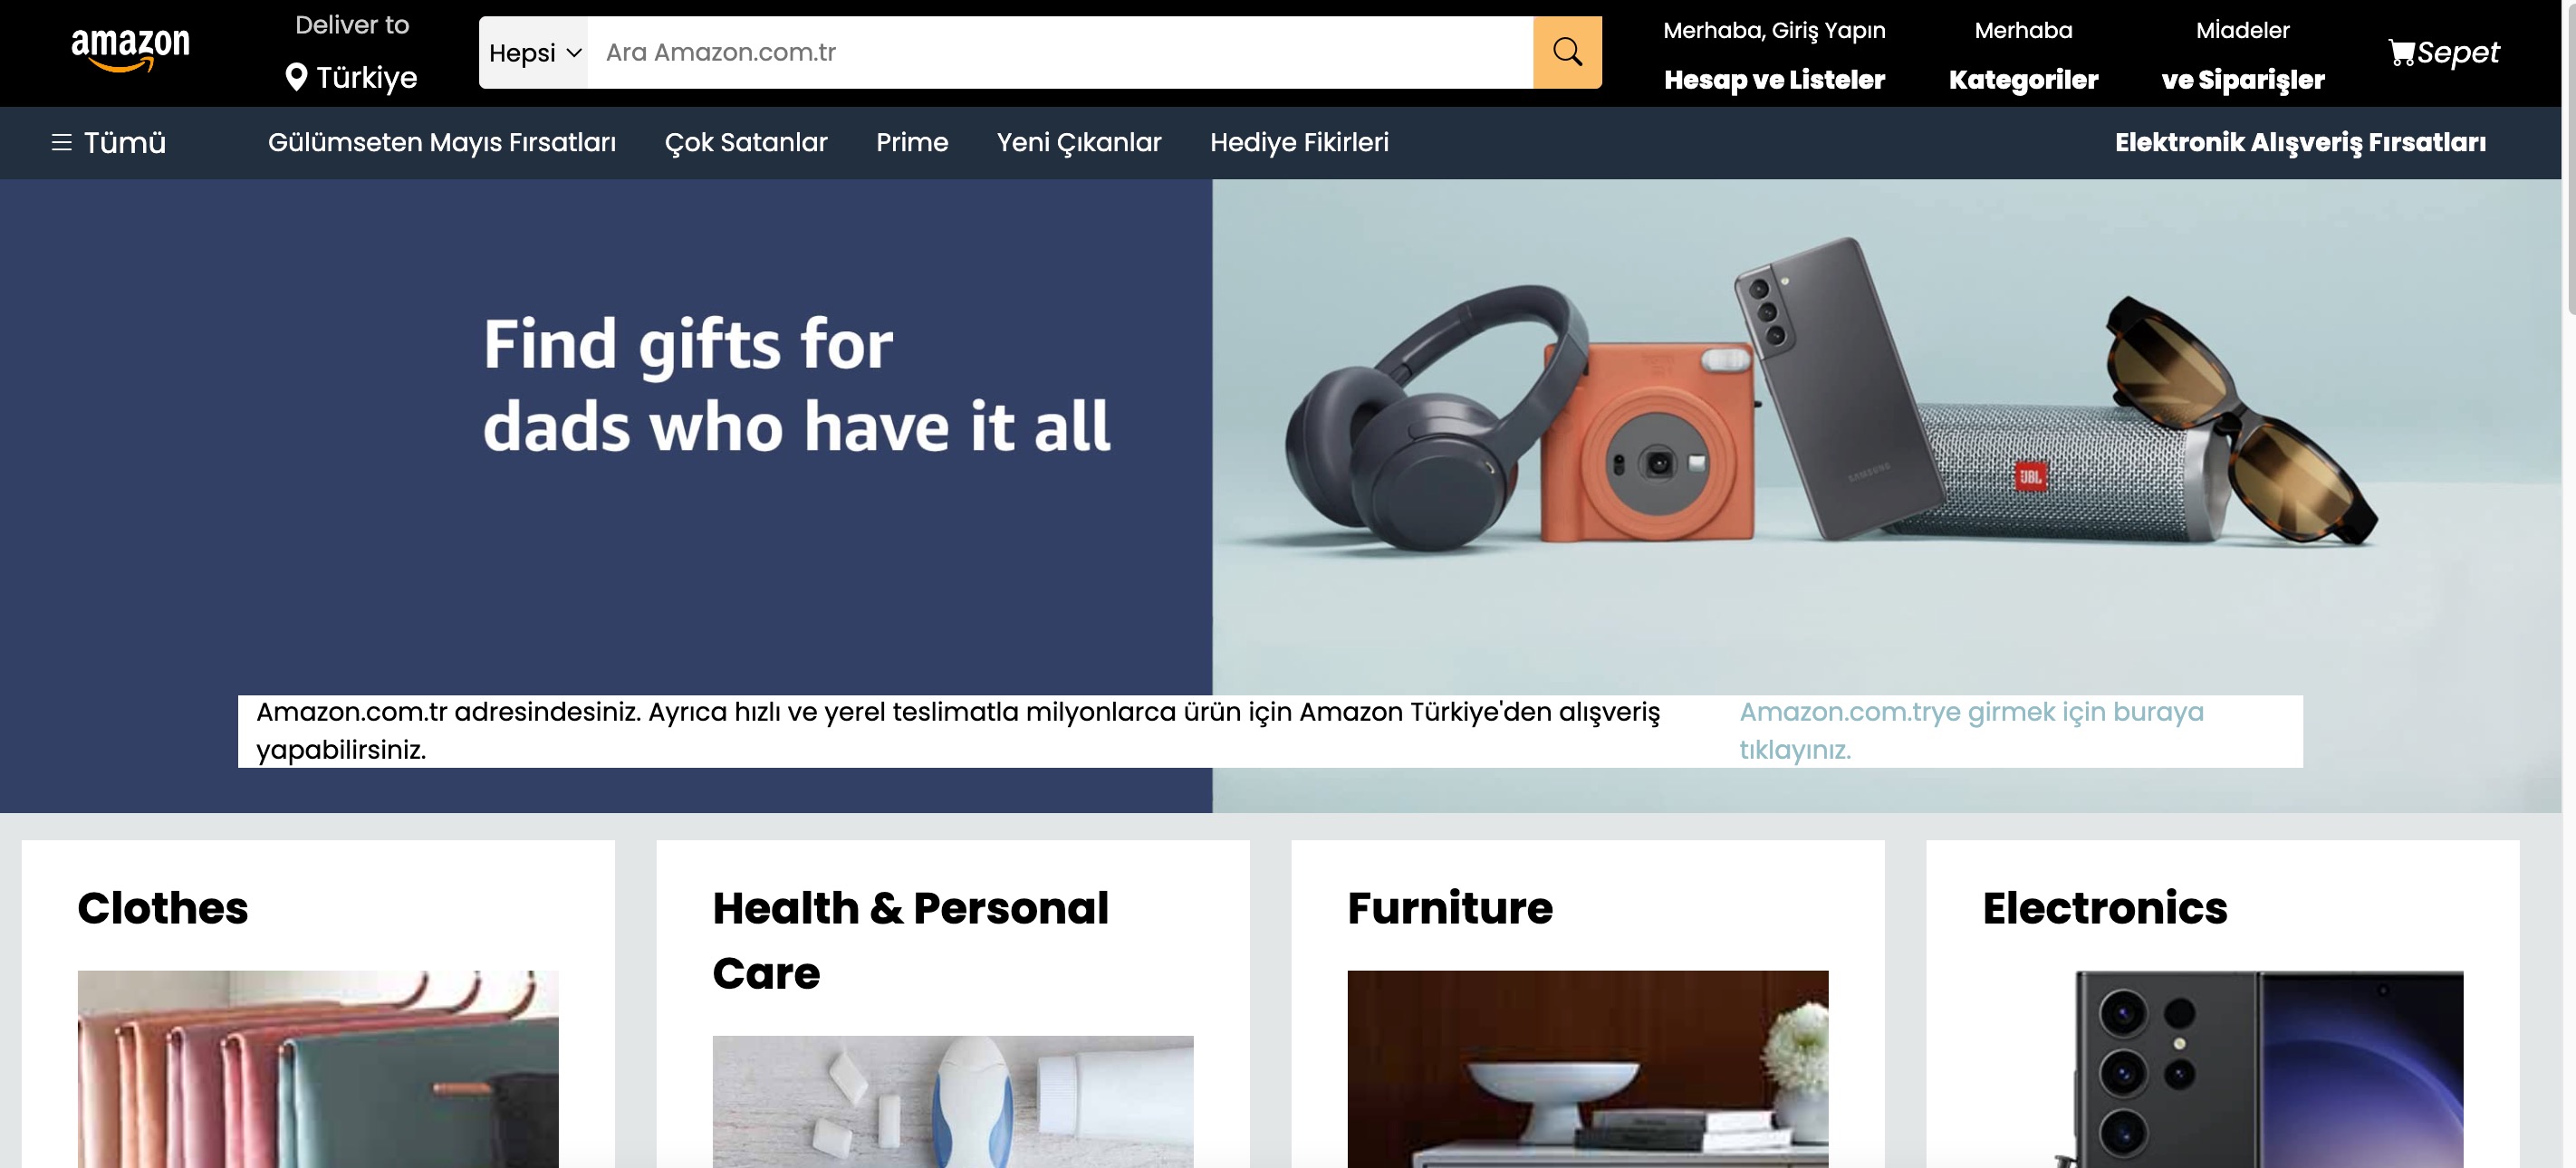 amazon
Deliver to
Türkiye
Hepsi
Ara Amazon.com.tr
Merhaba, Giriş Yapın
Hesap ve Listeler
Merhaba
Kategoriler
Mİadeler
ve Siparişler
Sepet
Tümü
Gülümseten Mayıs Fırsatları
Çok Satanlar
Prime
Yeni Çıkanlar
Hediye Fikirleri
Elektronik Alışveriş Fırsatları
Find gifts for
dads who have it all
SAMSUNG
JBL
Amazon.com.tr adresindesiniz. Ayrıca hızlı ve yerel teslimatla milyonlarca ürün için Amazon Türkiye'den alışveriş
yapabilirsiniz.
Amazon.com.trye girmek için buraya
tıklayınız.
Clothes
Health & Personal
Care
Furniture
Electronics